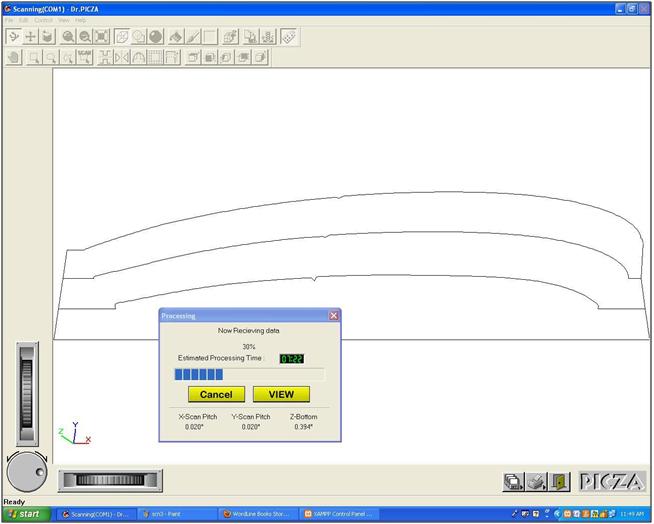 Scanning(COM1) - Dr.PICZA
File Edit Control View Help
SCAN
Processing
Now Recieving data
30%
Estimated Processing Time : 07:22
Cancel VIEW
X-Scan Pitch Y-Scan Pitch Z-Bottom
0.020" 0.020" 0.394"
Y
Z
X
PICZA
Ready
start Scanning(COM1) - Dr... scn3 - Paint WordLine Books Stor... XAMPP Control Panel ... 11:49 AM